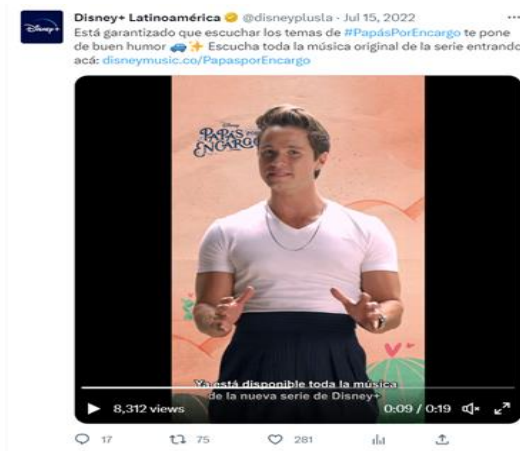 Disney+ Latinoamérica @disneyplusla · Jul 15, 2022
Disney+
Está garantizado que escuchar los temas de #PapásPorEncargo te pone
de buen humor 🚙✨ Escucha toda la música original de la serie entrando
acá: disneymusic.co/PapasporEncargo
Disney
PAPÁS POR
ENCARGO
Ya está disponible toda la música
de la nueva serie de Disney+
8,312 views
0:09 / 0:19
17
75
281